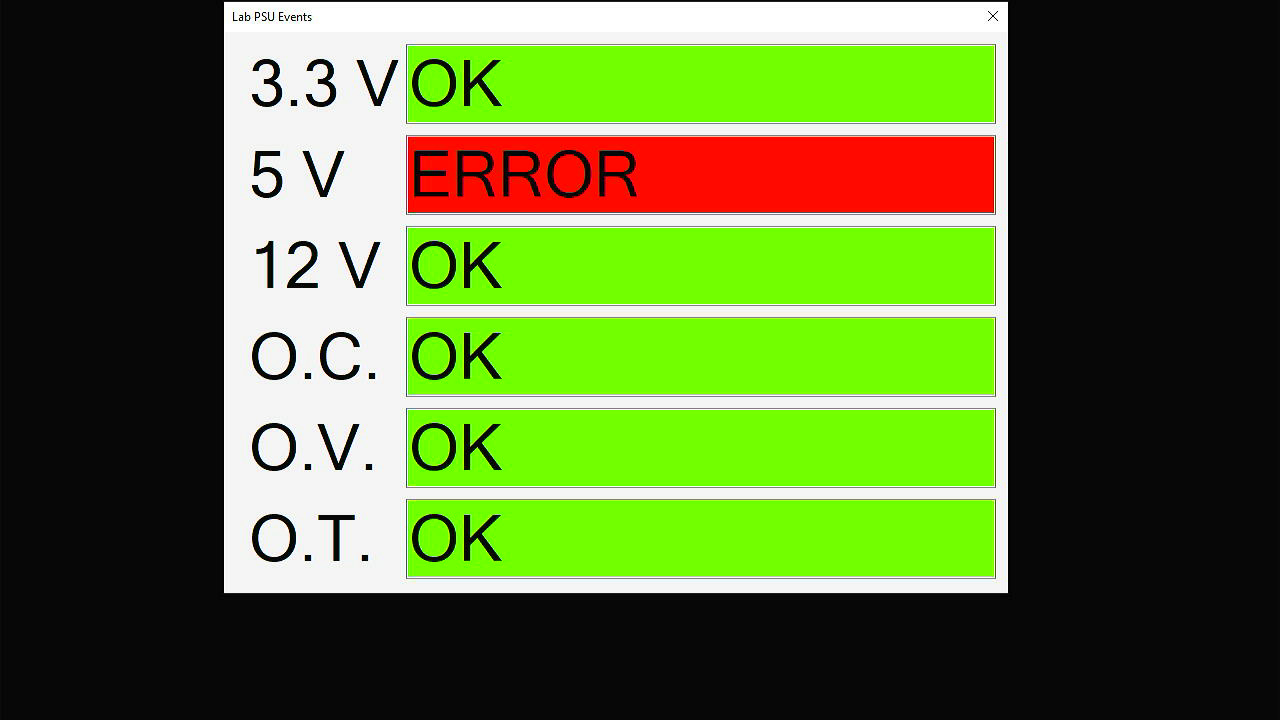 Lab PSU Events
3.3 V OK
5 V ERROR
12 V OK
O.C. OK
O.V. OK
O.T. OK